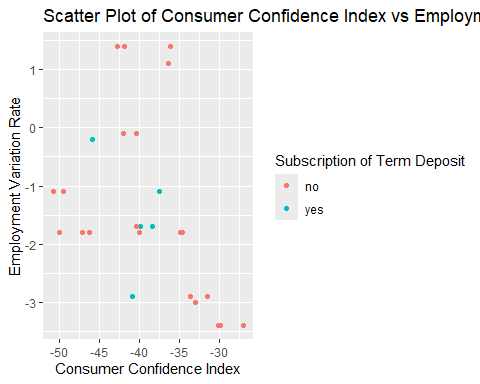 Scatter Plot of Consumer Confidence Index vs Employm
1
0
-1
-2
-3
Employment Variation Rate
-50 -45 -40 -35 -30
Consumer Confidence Index
Subscription of Term Deposit
no
yes